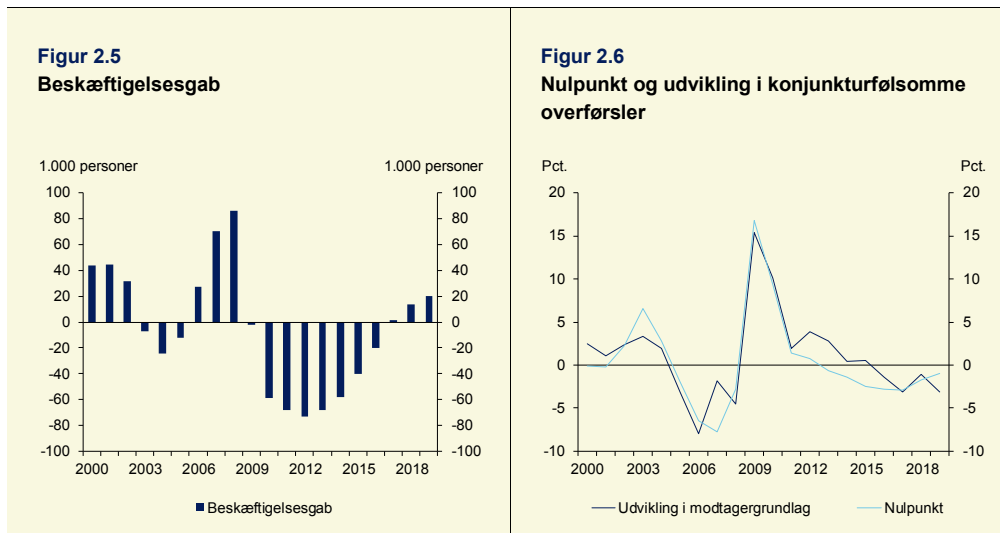 Figur 2.5
Beskæftigelsesgab
1.000 personer
1.000 personer
100
80
60
40
20
0
-20
-40
-60
-80
-100
100
80
60
40
20
0
-20
-40
-60
-80
-100
2000 2003 2006 2009 2012 2015 2018
Beskæftigelsesgab
Figur 2.6
Nulpunkt og udvikling i konjunkturfølsomme
overførsler
Pct.
Pct.
20
15
10
5
0
-5
-10
20
15
10
5
0
-5
-10
2000 2003 2006 2009 2012 2015 2018
Udvikling i modtagergrundlag
Nulpunkt